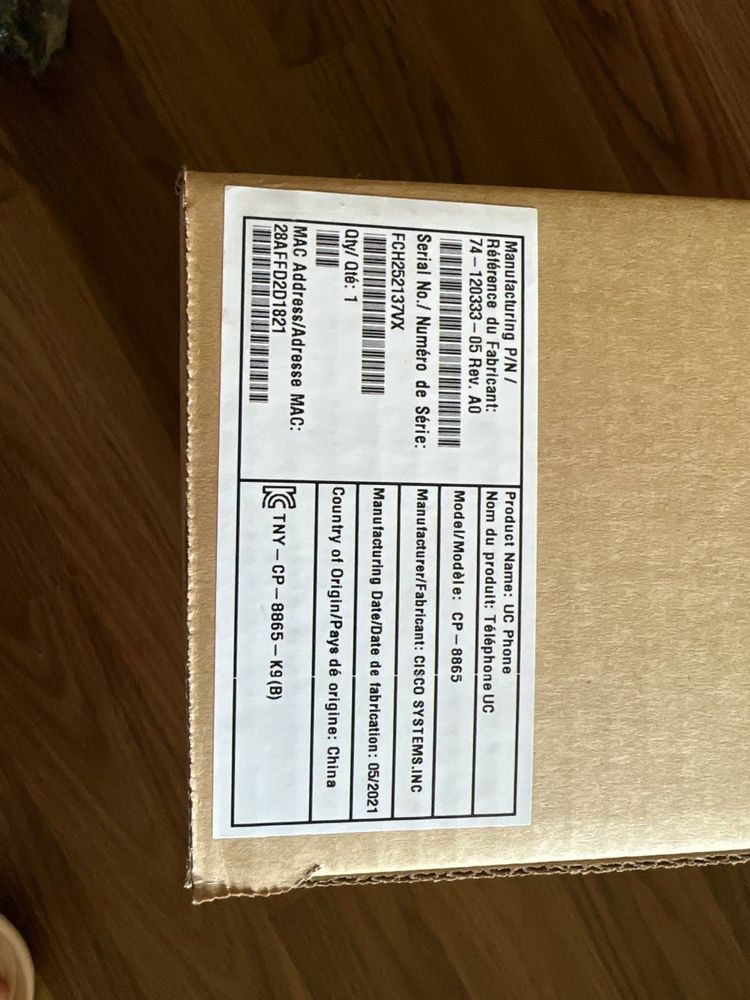 Manufacturing P/N /
Référence du Fabricant:
74-120333-05 Rev. A0
Serial No./ Numéro de Série:
FCH252137VX
Qty/ Qté: 1
MAC Address/Adresse MAC:
28AFFD2D1821
Product Name: UC Phone
Nom du produit: Téléphone UC
Model/Modèle: CP-8865
Manufacturer/Fabricant: CISCO SYSTEMS.INC
Manufacturing Date/Date de fabrication: 05/2021
Country of Origin/Pays dé origine: China
TNY-CP-8865-K9(B)